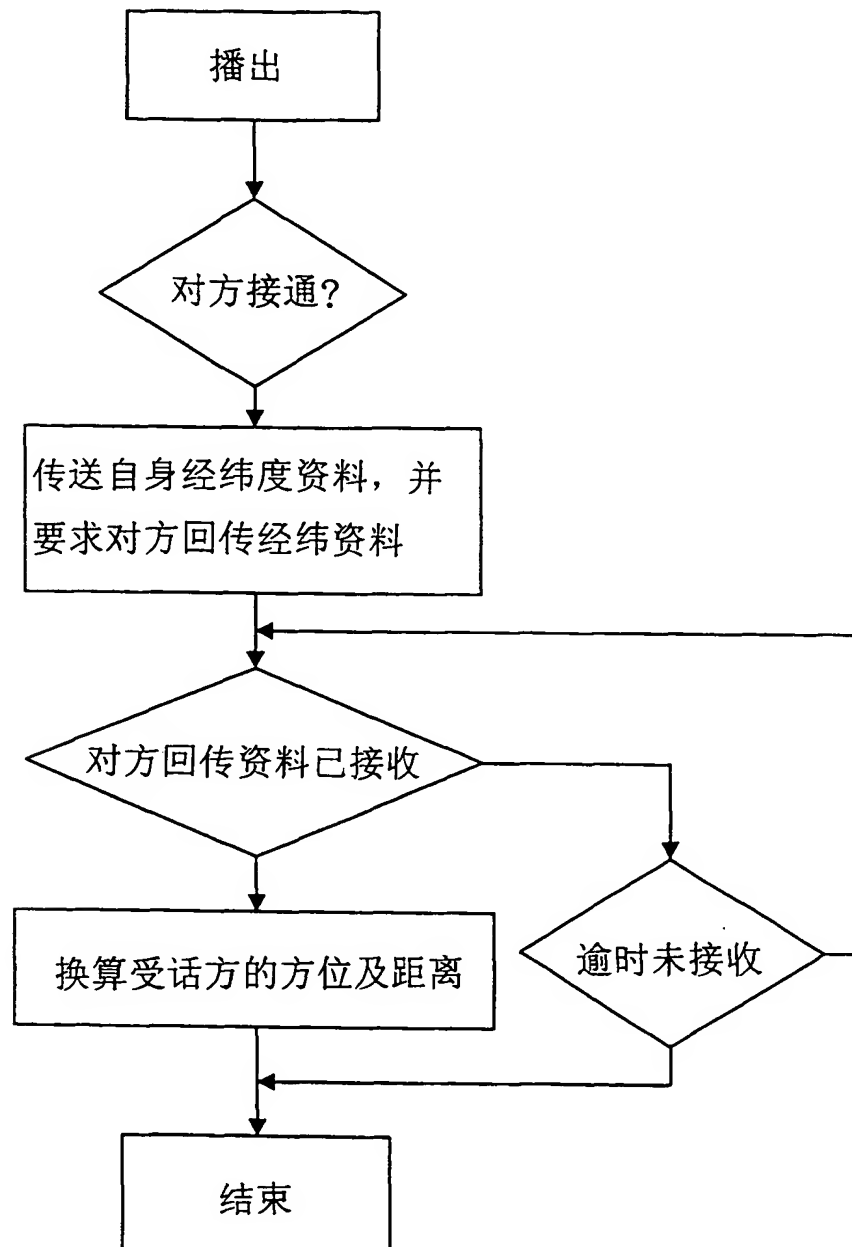 播出
对方接通?
传送自身经纬度资料，并
要求对方回传经纬资料
对方回传资料已接收
换算受话方的方位及距离
逾时未接收
结束